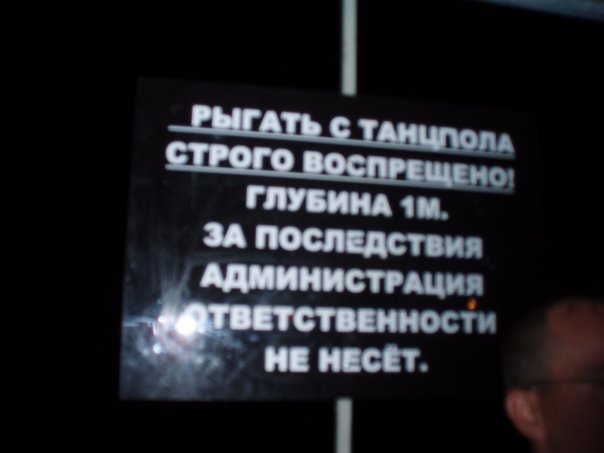 РЫГАТЬ С ТАНЦПОЛА
СТРОГО ВОСПРЕЩЕНО!
ГЛУБИНА 1М.
ЗА ПОСЛЕДСТВИЯ
АДМИНИСТРАЦИЯ
ОТВЕТСТВЕННОСТИ
НЕ НЕСЁТ.